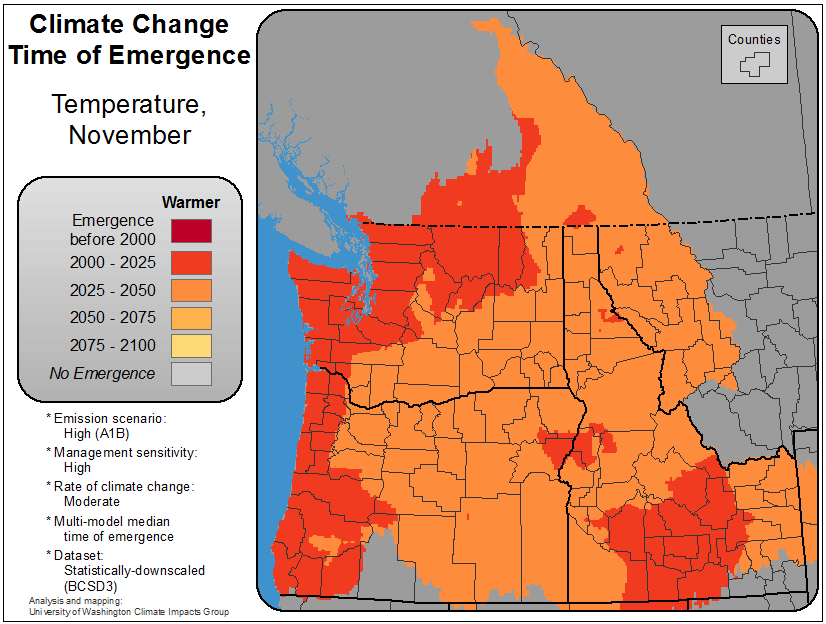 Climate Change
Time of Emergence
Temperature,
November
Warmer
Emergence
before 2000
2000 - 2025
2025 - 2050
2050 - 2075
2075 - 2100
No Emergence
* Emission scenario:
High (A1B)
* Management sensitivity:
High
* Rate of climate change:
Moderate
* Multi-model median
time of emergence
* Dataset:
Statistically-downscaled
(BCSD3)
Analysis and mapping:
University of Washington Climate Impacts Group
Counties